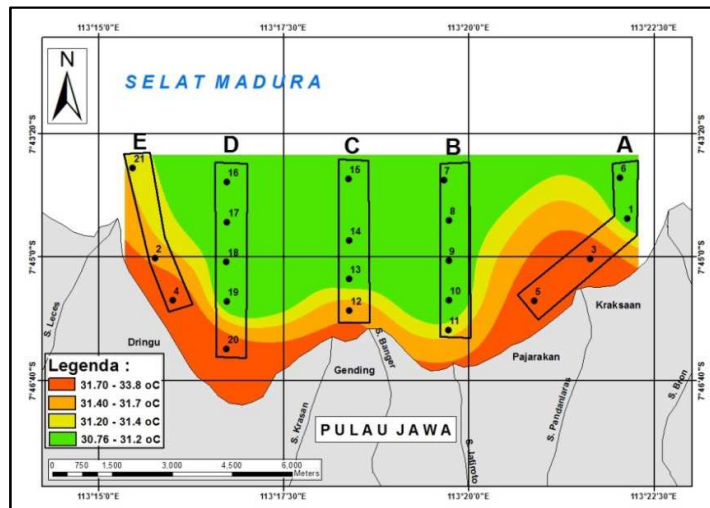 113°15'0"E 113°17'30"E 113°20'0"E 113°22'30"E
N
SELAT MADURA
7°43'20"S 7°43'20"S
E D C B A
21 16 15 7 6
17 8 1
14
2 18 9 3
7°45'0"S 7°45'0"S
13
4 19 12 10 5
11
20
S. Leces
Dringu
Gending
S. Banger
Pajarakan
Kraksaan
S. Krasan
S. Pandanlaras
PULAU JAWA
7°46'40"S 7°46'40"S
Legenda :
31.70 - 33.8 oC
31.40 - 31.7 oC
31.20 - 31.4 oC
30.76 - 31.2 oC
0 750 1,500 3,000 4,500 6,000
Meters
113°15'0"E 113°17'30"E 113°20'0"E 113°22'30"E